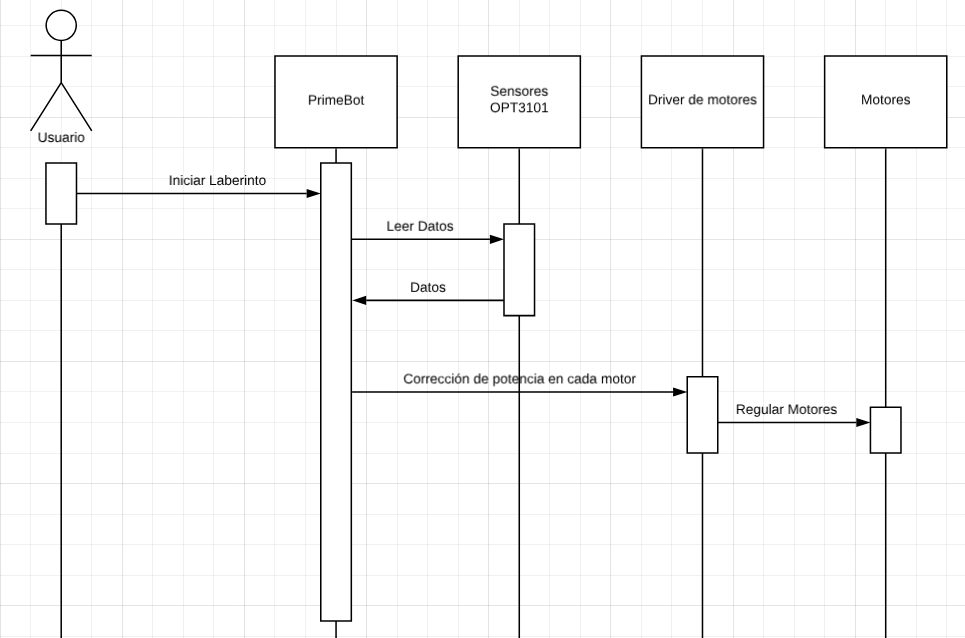 Usuario
PrimeBot
Sensores
OPT3101
Driver de motores
Motores
Iniciar Laberinto
Leer Datos
Datos
Corrección de potencia en cada motor
Regular Motores